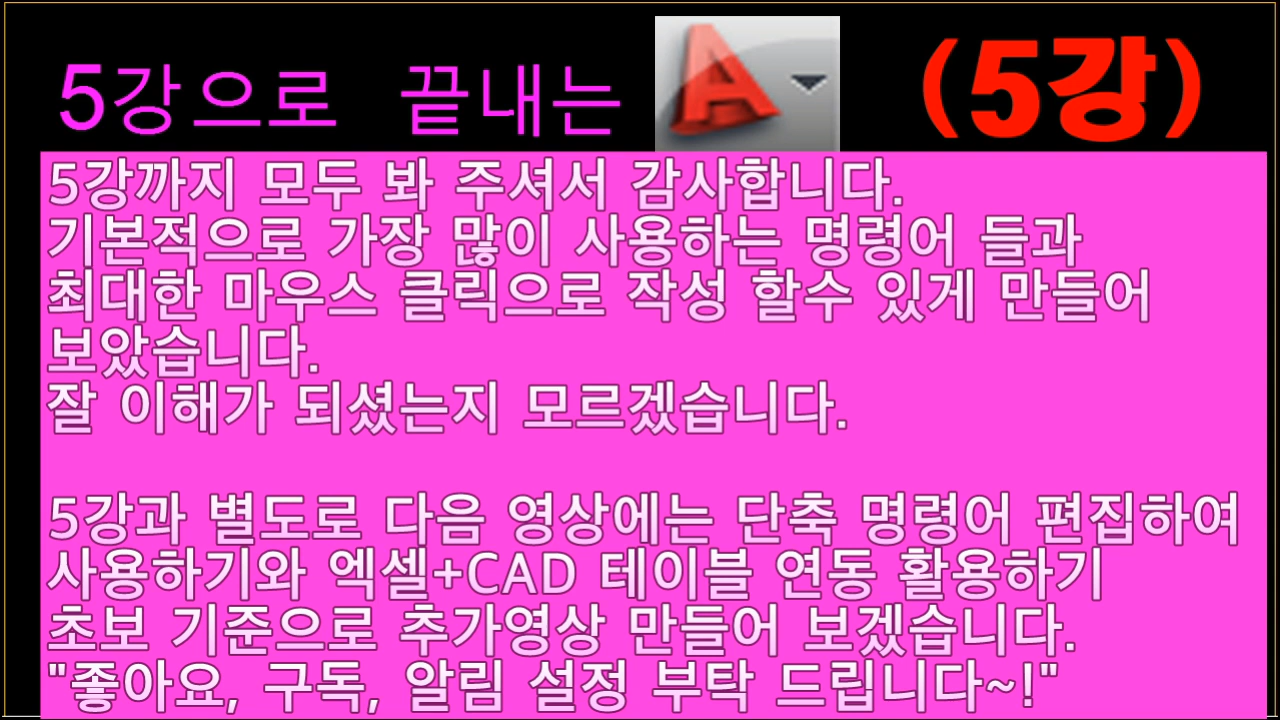 5강으로 끝내는 A (5강)
5강까지 모두 봐 주셔서 감사합니다.
기본적으로 가장 많이 사용하는 명령어 들과
최대한 마우스 클릭으로 작성 할수 있게 만들어
보았습니다.
잘 이해가 되셨는지 모르겠습니다.
5강과 별도로 다음 영상에는 단축 명령어 편집하여
사용하기와 엑셀+CAD 테이블 연동 활용하기
초보 기준으로 추가영상 만들어 보겠습니다.
"좋아요, 구독, 알림 설정 부탁 드립니다~!"